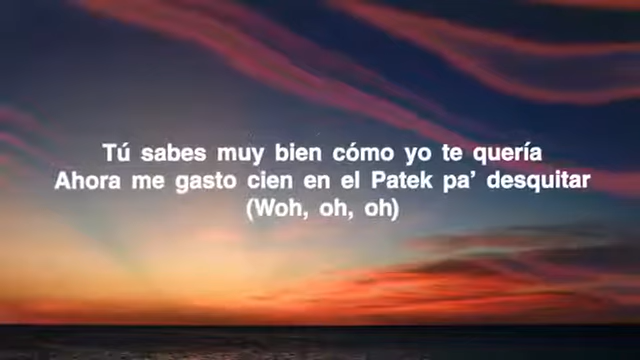 Tú sabes muy bien cómo yo te quería
Ahora me gasto cien en el Patek pa' desquitar
(Woh, oh, oh)